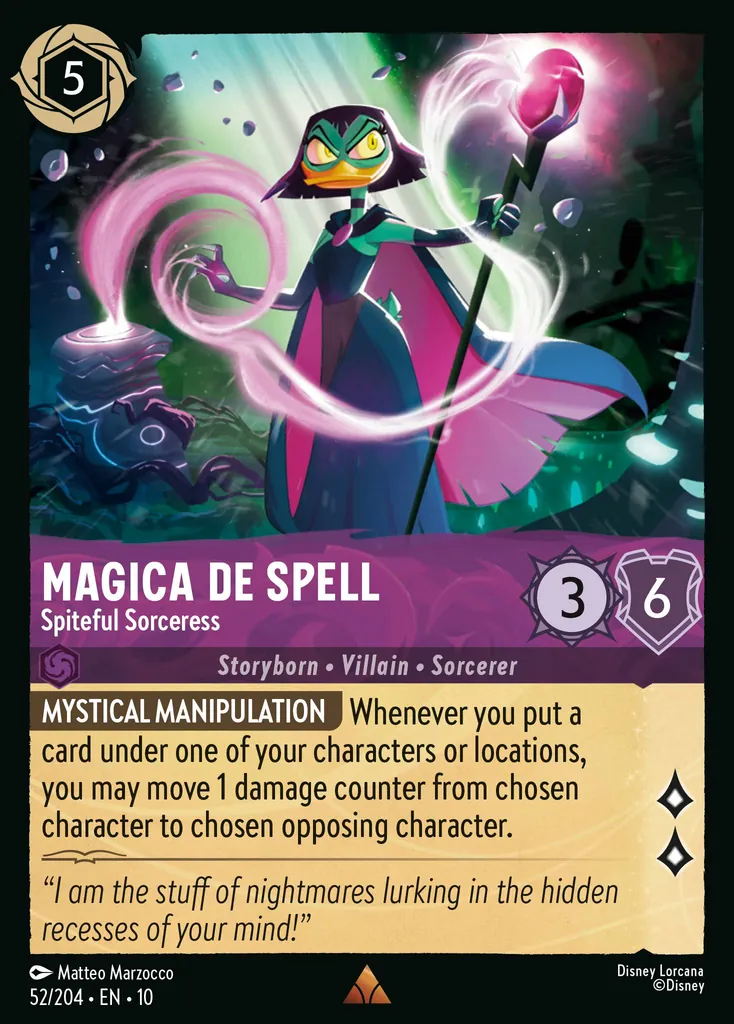 5
MAGICA DE SPELL
Spiteful Sorceress
3
6
Storyborn • Villain • Sorcerer
MYSTICAL MANIPULATION Whenever you put a
card under one of your characters or locations,
you may move 1 damage counter from chosen
character to chosen opposing character.
“I am the stuff of nightmares lurking in the hidden
recesses of your mind!”
Matteo Marzocco
Disney Lorcana
52/204 • EN • 10
©Disney